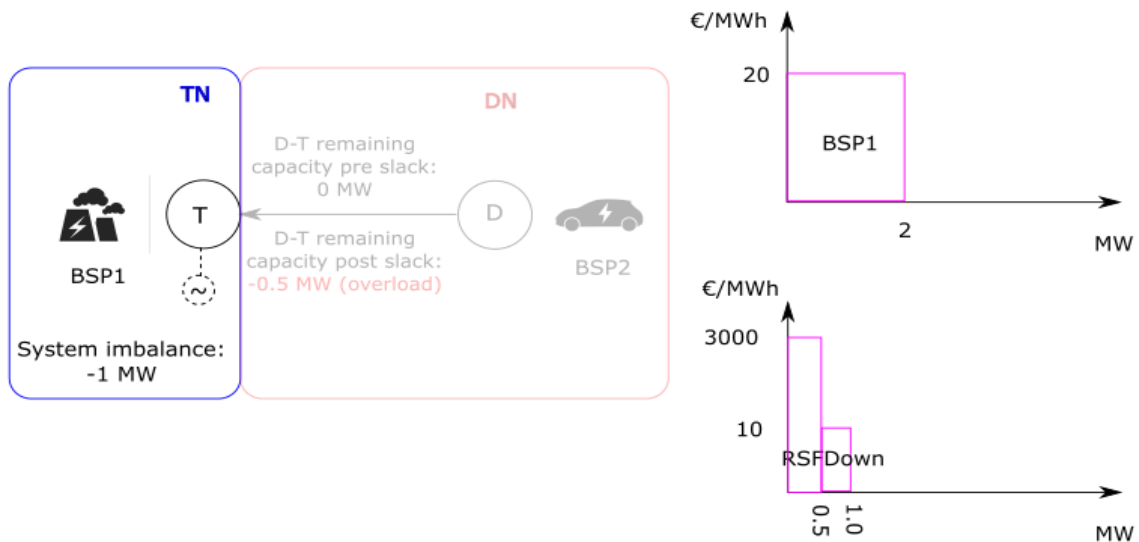 TN
DN
D-T remaining
capacity pre slack:
0 MW
T
D
BSP1
D-T remaining
capacity post slack:
-0.5 MW (overload)
BSP2
~
System imbalance:
-1 MW
€/MWh
20
BSP1
2
MW
€/MWh
3000
10
RSFDown
0.5
1.0
MW